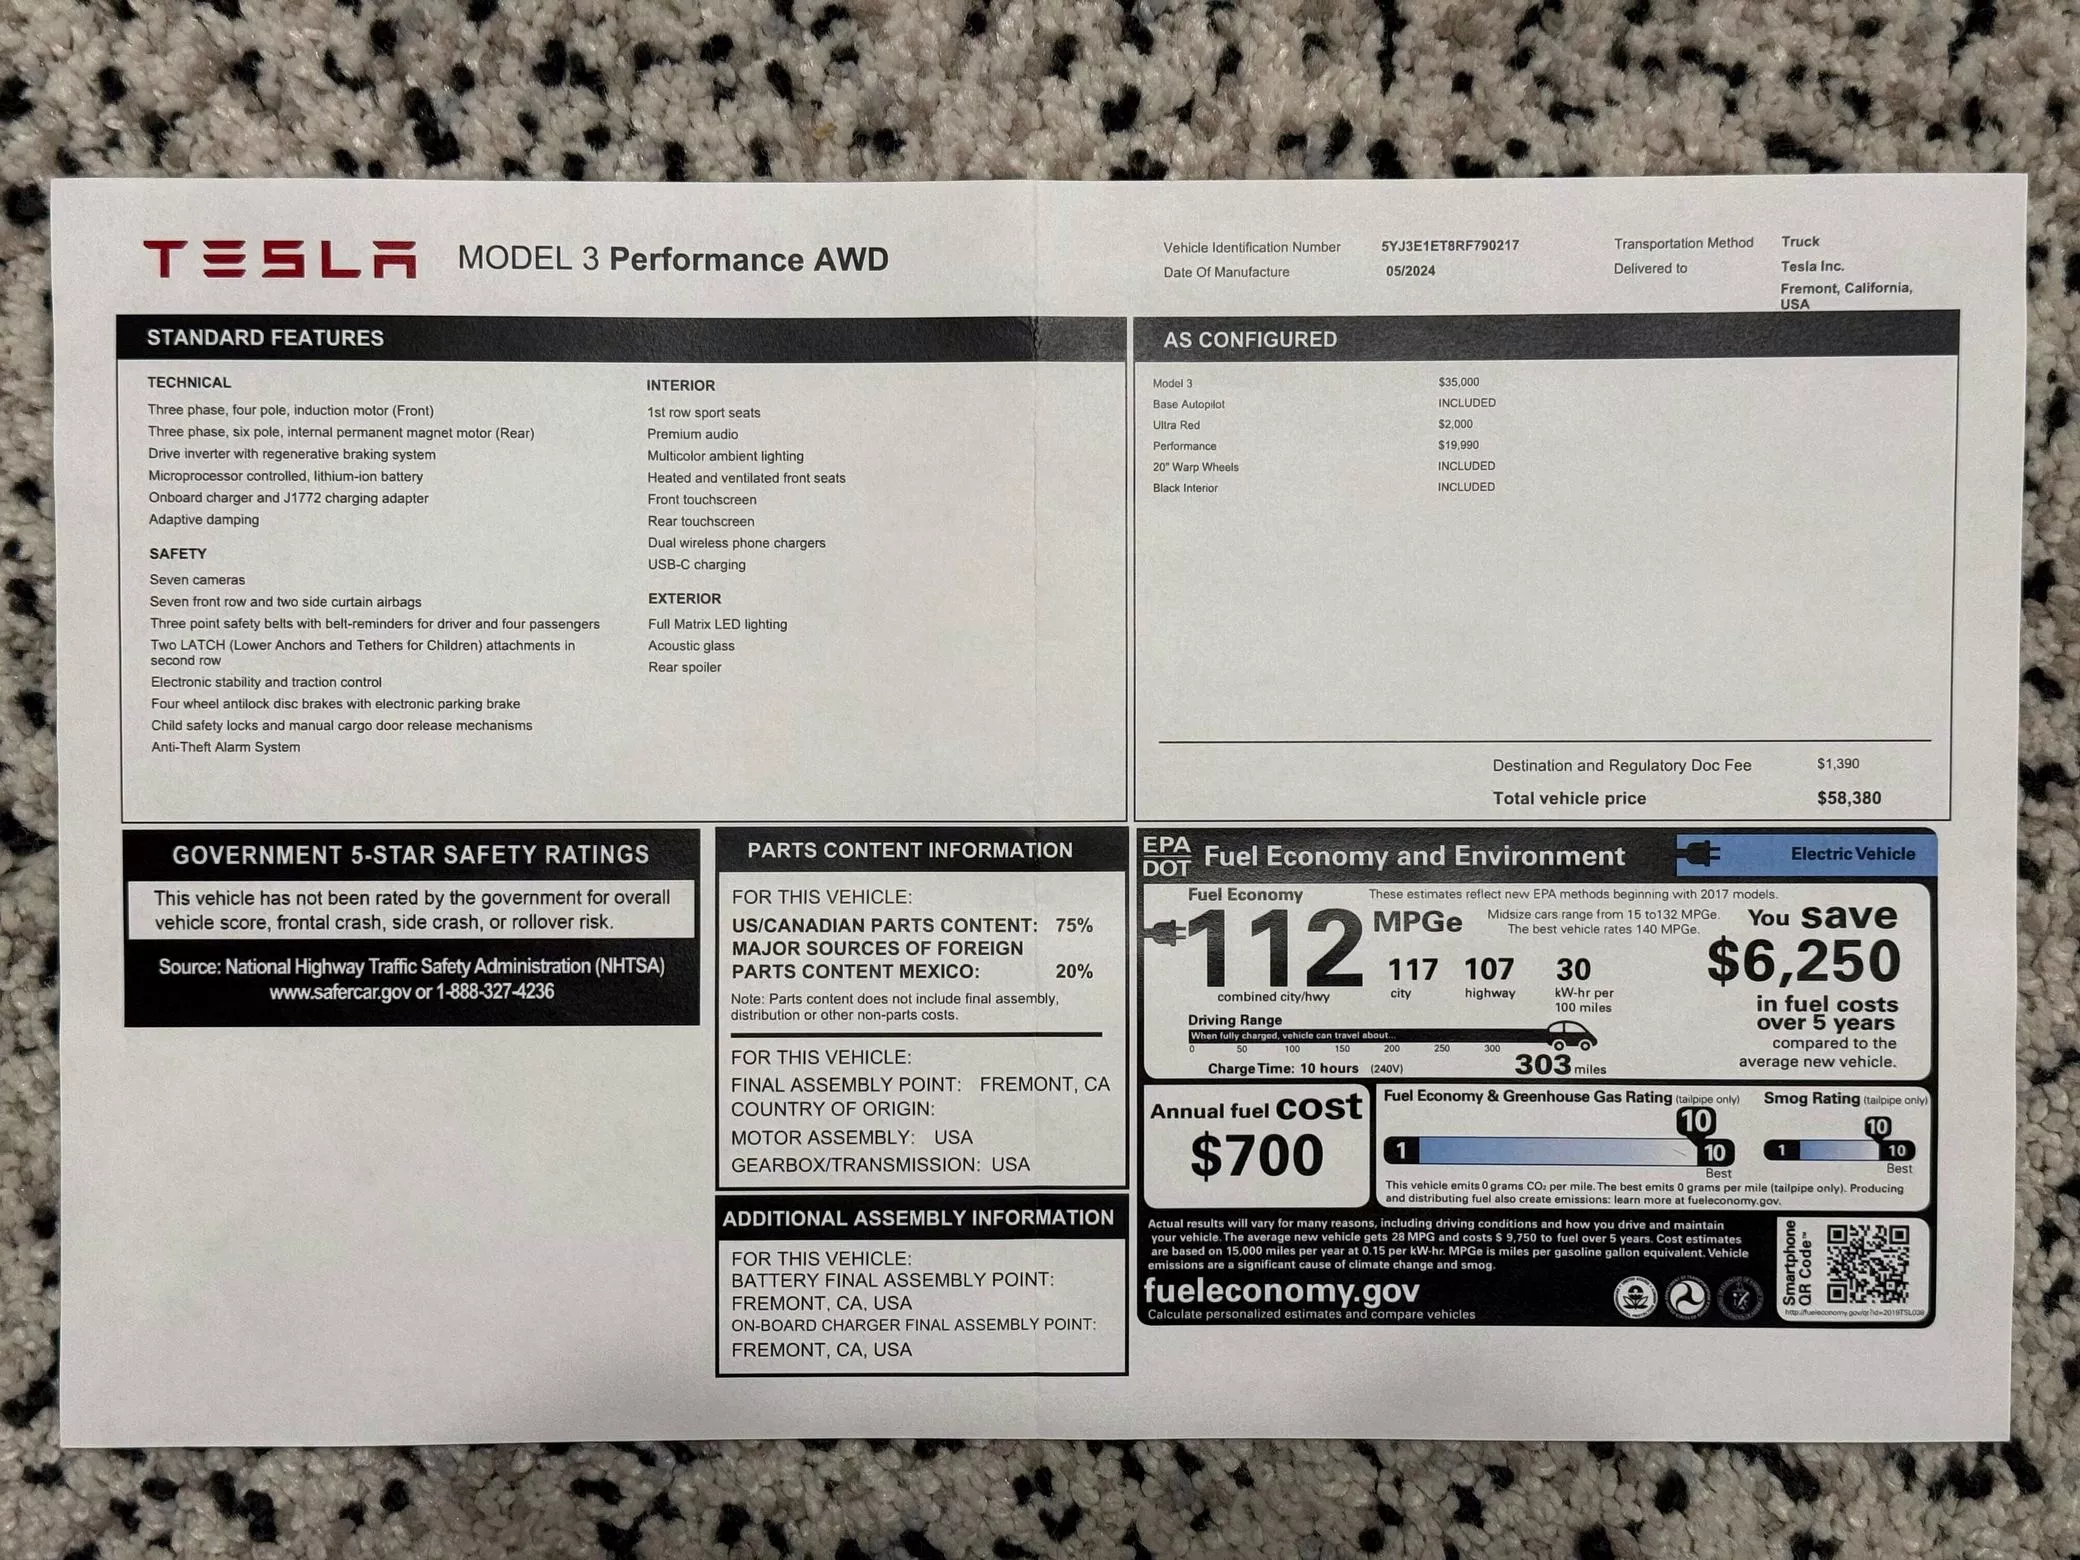 TESLA MODEL 3 Performance AWD
Vehicle Identification Number 5YJ3E1ET8RF790217
Date Of Manufacture 05/2024
Transportation Method Truck
Delivered to Tesla Inc.
Fremont, California,
USA
STANDARD FEATURES
TECHNICAL
Three phase, four pole, induction motor (Front)
Three phase, six pole, internal permanent magnet motor (Rear)
Drive inverter with regenerative braking system
Microprocessor controlled, lithium-ion battery
Onboard charger and J1772 charging adapter
Adaptive damping
SAFETY
Seven cameras
Seven front row and two side curtain airbags
Three point safety belts with belt-reminders for driver and four passengers
Two LATCH (Lower Anchors and Tethers for Children) attachments in
second row
Electronic stability and traction control
Four wheel antilock disc brakes with electronic parking brake
Child safety locks and manual cargo door release mechanisms
Anti-Theft Alarm System
INTERIOR
1st row sport seats
Premium audio
Multicolor ambient lighting
Heated and ventilated front seats
Front touchscreen
Rear touchscreen
Dual wireless phone chargers
USB-C charging
EXTERIOR
Full Matrix LED lighting
Acoustic glass
Rear spoiler
AS CONFIGURED
Model 3 $35,000
Base Autopilot INCLUDED
Ultra Red $2,000
Performance $19,990
20" Warp Wheels INCLUDED
Black Interior INCLUDED
Destination and Regulatory Doc Fee $1,390
Total vehicle price $58,380
GOVERNMENT 5-STAR SAFETY RATINGS
This vehicle has not been rated by the government for overall
vehicle score, frontal crash, side crash, or rollover risk.
Source: National Highway Traffic Safety Administration (NHTSA)
www.safercar.gov or 1-888-327-4236
PARTS CONTENT INFORMATION
FOR THIS VEHICLE:
US/CANADIAN PARTS CONTENT: 75%
MAJOR SOURCES OF FOREIGN
PARTS CONTENT MEXICO: 20%
Note: Parts content does not include final assembly,
distribution or other non-parts costs.
FOR THIS VEHICLE:
FINAL ASSEMBLY POINT: FREMONT, CA
COUNTRY OF ORIGIN:
MOTOR ASSEMBLY: USA
GEARBOX/TRANSMISSION: USA
ADDITIONAL ASSEMBLY INFORMATION
FOR THIS VEHICLE:
BATTERY FINAL ASSEMBLY POINT:
FREMONT, CA, USA
ON-BOARD CHARGER FINAL ASSEMBLY POINT:
FREMONT, CA, USA
EPA
DOT
Fuel Economy and Environment
Electric Vehicle
Fuel Economy
These estimates reflect new EPA methods beginning with 2017 models.
112 MPGe
Midsize cars range from 15 to132 MPGe.
The best vehicle rates 140 MPGe.
combined city/hwy
117 city
107 highway
30 kW-hr per
100 miles
You save
$6,250
in fuel costs
over 5 years
compared to the
average new vehicle.
Driving Range
When fully charged, vehicle can travel about...
0 50 100 150 200 250 300
303 miles
Charge Time: 10 hours (240V)
Annual fuel cost
$700
Fuel Economy & Greenhouse Gas Rating (tailpipe only)
10
1 10
Best
Smog Rating (tailpipe only)
10
1 10
Best
This vehicle emits 0 grams CO₂ per mile. The best emits 0 grams per mile (tailpipe only). Producing
and distributing fuel also create emissions: learn more at fueleconomy.gov.
Actual results will vary for many reasons, including driving conditions and how you drive and maintain
your vehicle. The average new vehicle gets 28 MPG and costs $ 9,750 to fuel over 5 years. Cost estimates
are based on 15,000 miles per year at 0.15 per kW-hr. MPGe is miles per gasoline gallon equivalent. Vehicle
emissions are a significant cause of climate change and smog.
fueleconomy.gov
Calculate personalized estimates and compare vehicles
Smartphone
QR Code™